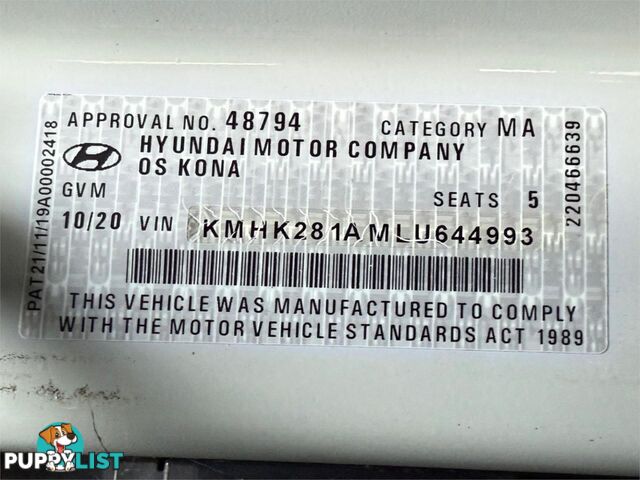 APPROVAL NO. 48794 CATEGORY MA
HYUNDAI MOTOR COMPANY
OS KONA
GVM SEATS 5
10/20 VIN KMHK281AMLU644993
THIS VEHICLE WAS MANUFACTURED TO COMPLY
WITH THE MOTOR VEHICLE STANDARDS ACT 1989
PAT21/11/19A00002418
220466639
PUPPYLIST